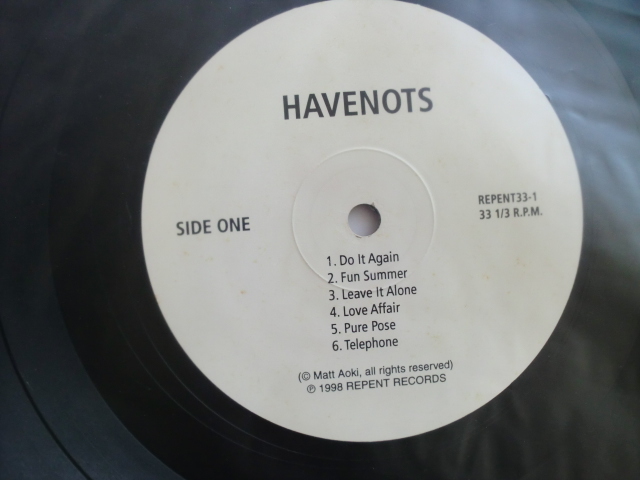 HAVENOTS
SIDE ONE
REPENT33-1
33 1/3 R.P.M.
1. Do It Again
2. Fun Summer
3. Leave It Alone
4. Love Affair
5. Pure Pose
6. Telephone
(© Matt Aoki, all rights reserved)
℗ 1998 REPENT RECORDS